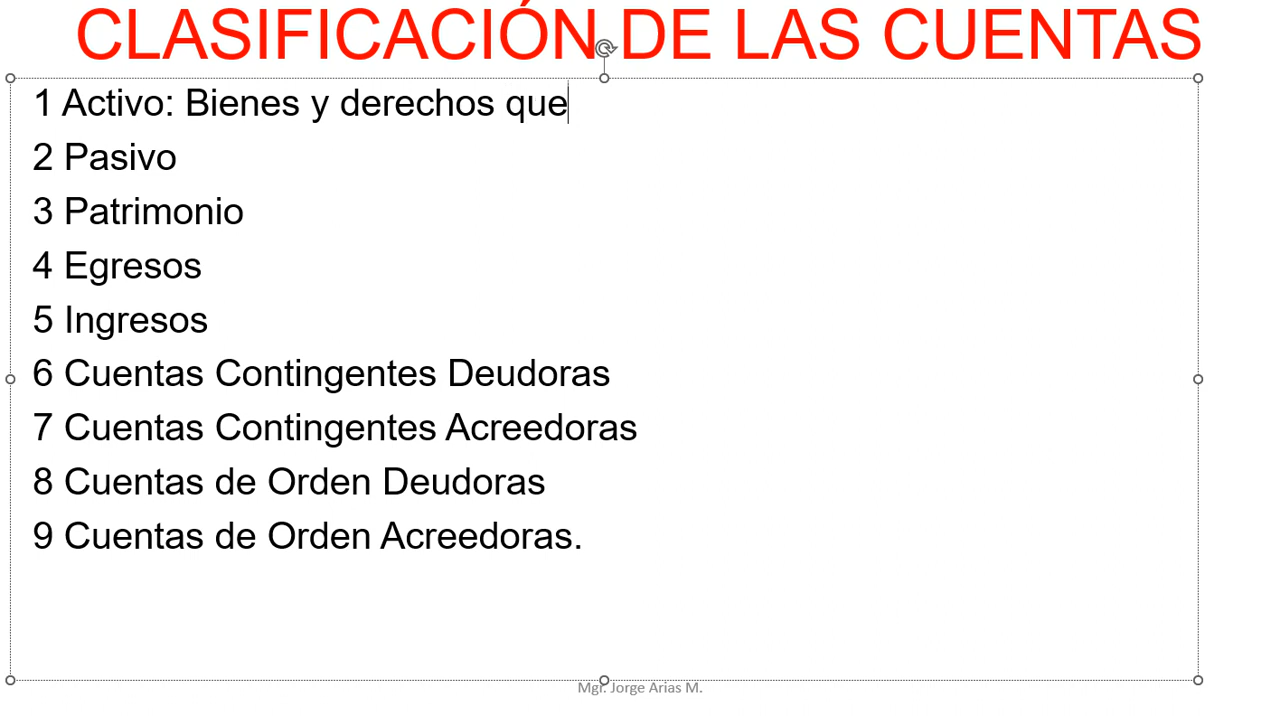 CLASIFICACIÓN DE LAS CUENTAS
1 Activo: Bienes y derechos que
2 Pasivo
3 Patrimonio
4 Egresos
5 Ingresos
6 Cuentas Contingentes Deudoras
7 Cuentas Contingentes Acreedoras
8 Cuentas de Orden Deudoras
9 Cuentas de Orden Acreedoras.
Mgr. Jorge Arias M.